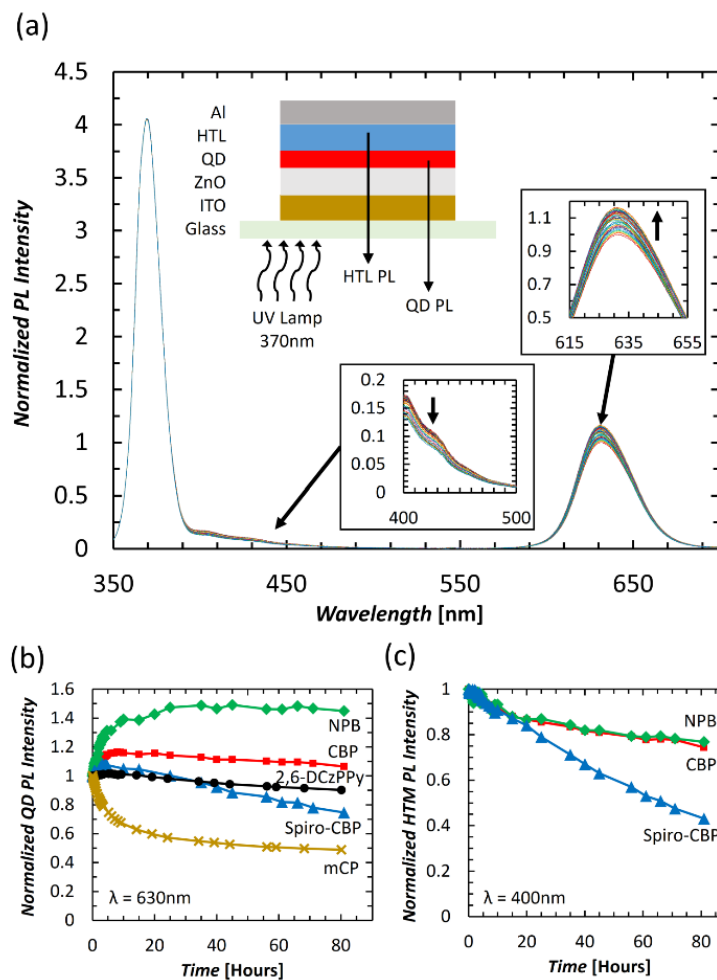 (a)
Normalized PL Intensity
4.5
4
3.5
3
2.5
2
1.5
1
0.5
0
350
450
550
650
Wavelength [nm]
Al
HTL
QD
ZnO
ITO
Glass
UV Lamp
370nm
HTL PL
QD PL
0.2
0.15
0.1
0.05
0
400
500
1.1
0.9
0.7
0.5
615
635
655
(b)
Normalized QD PL Intensity
1.6
1.4
1.2
1
0.8
0.6
0.4
0.2
0
0
20
40
60
80
Time [Hours]
NPB
CBP
2,6-DCzPPy
Spiro-CBP
mCP
λ = 630nm
(c)
Normalized HTM PL Intensity
1
0.8
0.6
0.4
0.2
0
0
20
40
60
80
Time [Hours]
NPB
CBP
Spiro-CBP
λ = 400nm